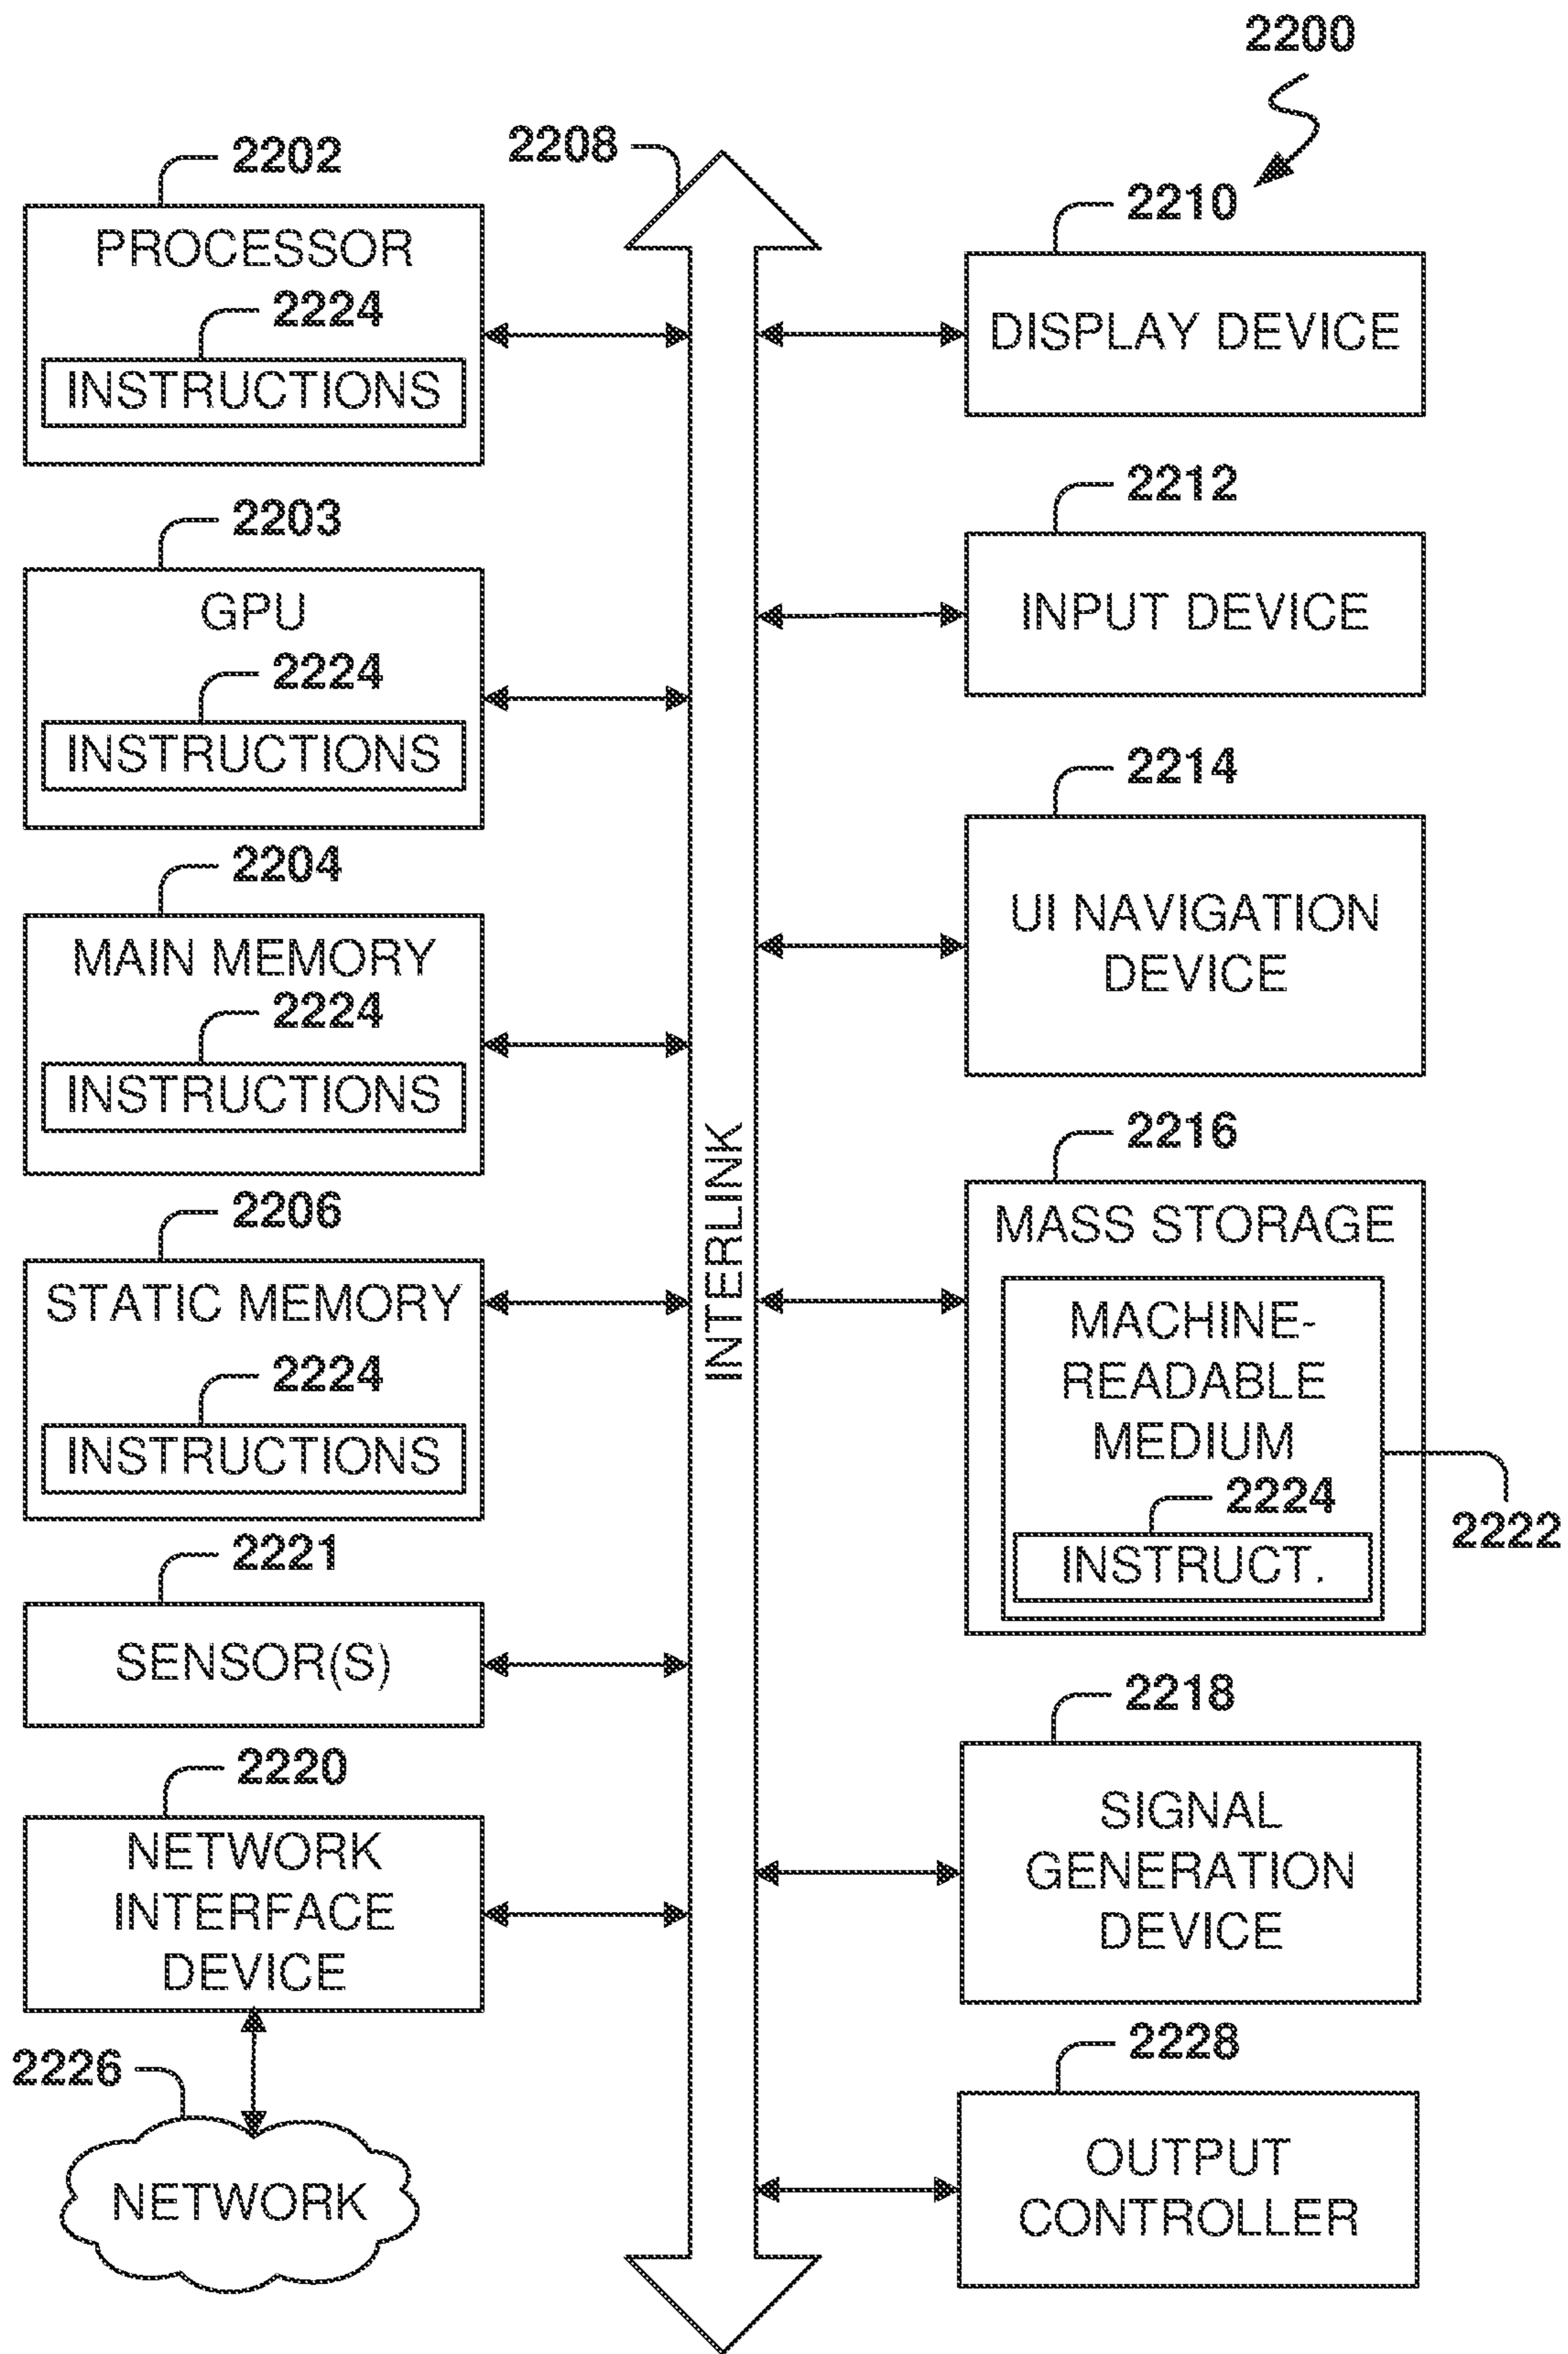 2200
2208
2202
PROCESSOR
2224
INSTRUCTIONS
2203
GPU
2224
INSTRUCTIONS
2204
MAIN MEMORY
2224
INSTRUCTIONS
2206
STATIC MEMORY
2224
INSTRUCTIONS
2221
SENSOR(S)
2220
NETWORK
INTERFACE
DEVICE
2226
NETWORK
INTERLINK
2210
DISPLAY DEVICE
2212
INPUT DEVICE
2214
UI NAVIGATION
DEVICE
2216
MASS STORAGE
MACHINE-
READABLE
MEDIUM
2224
INSTRUCT.
2222
2218
SIGNAL
GENERATION
DEVICE
2228
OUTPUT
CONTROLLER